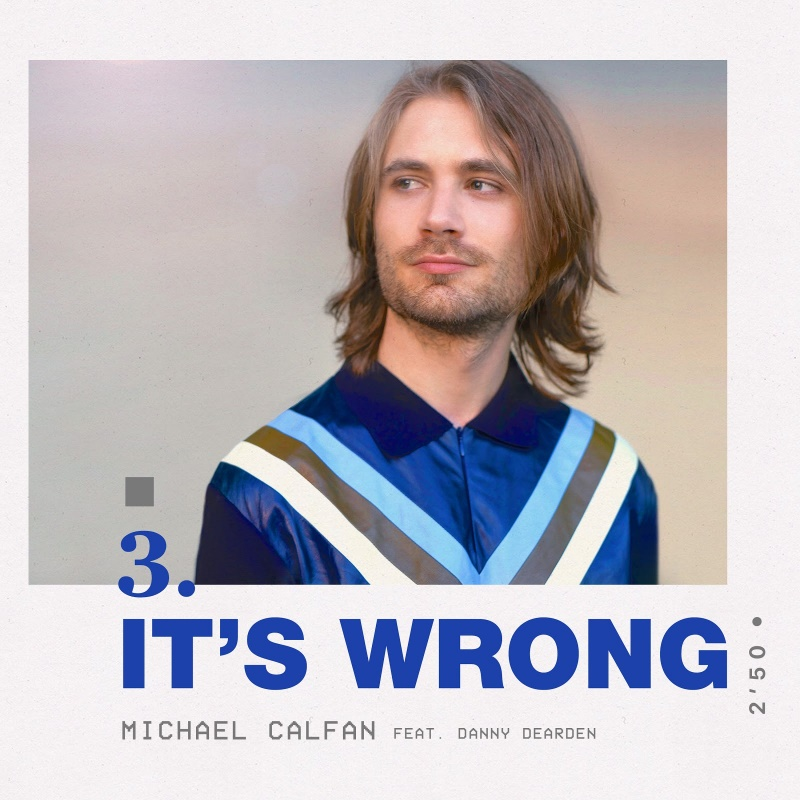 3.
IT’S WRONG
2’50 •
MICHAEL CALFAN FEAT. DANNY DEARDEN